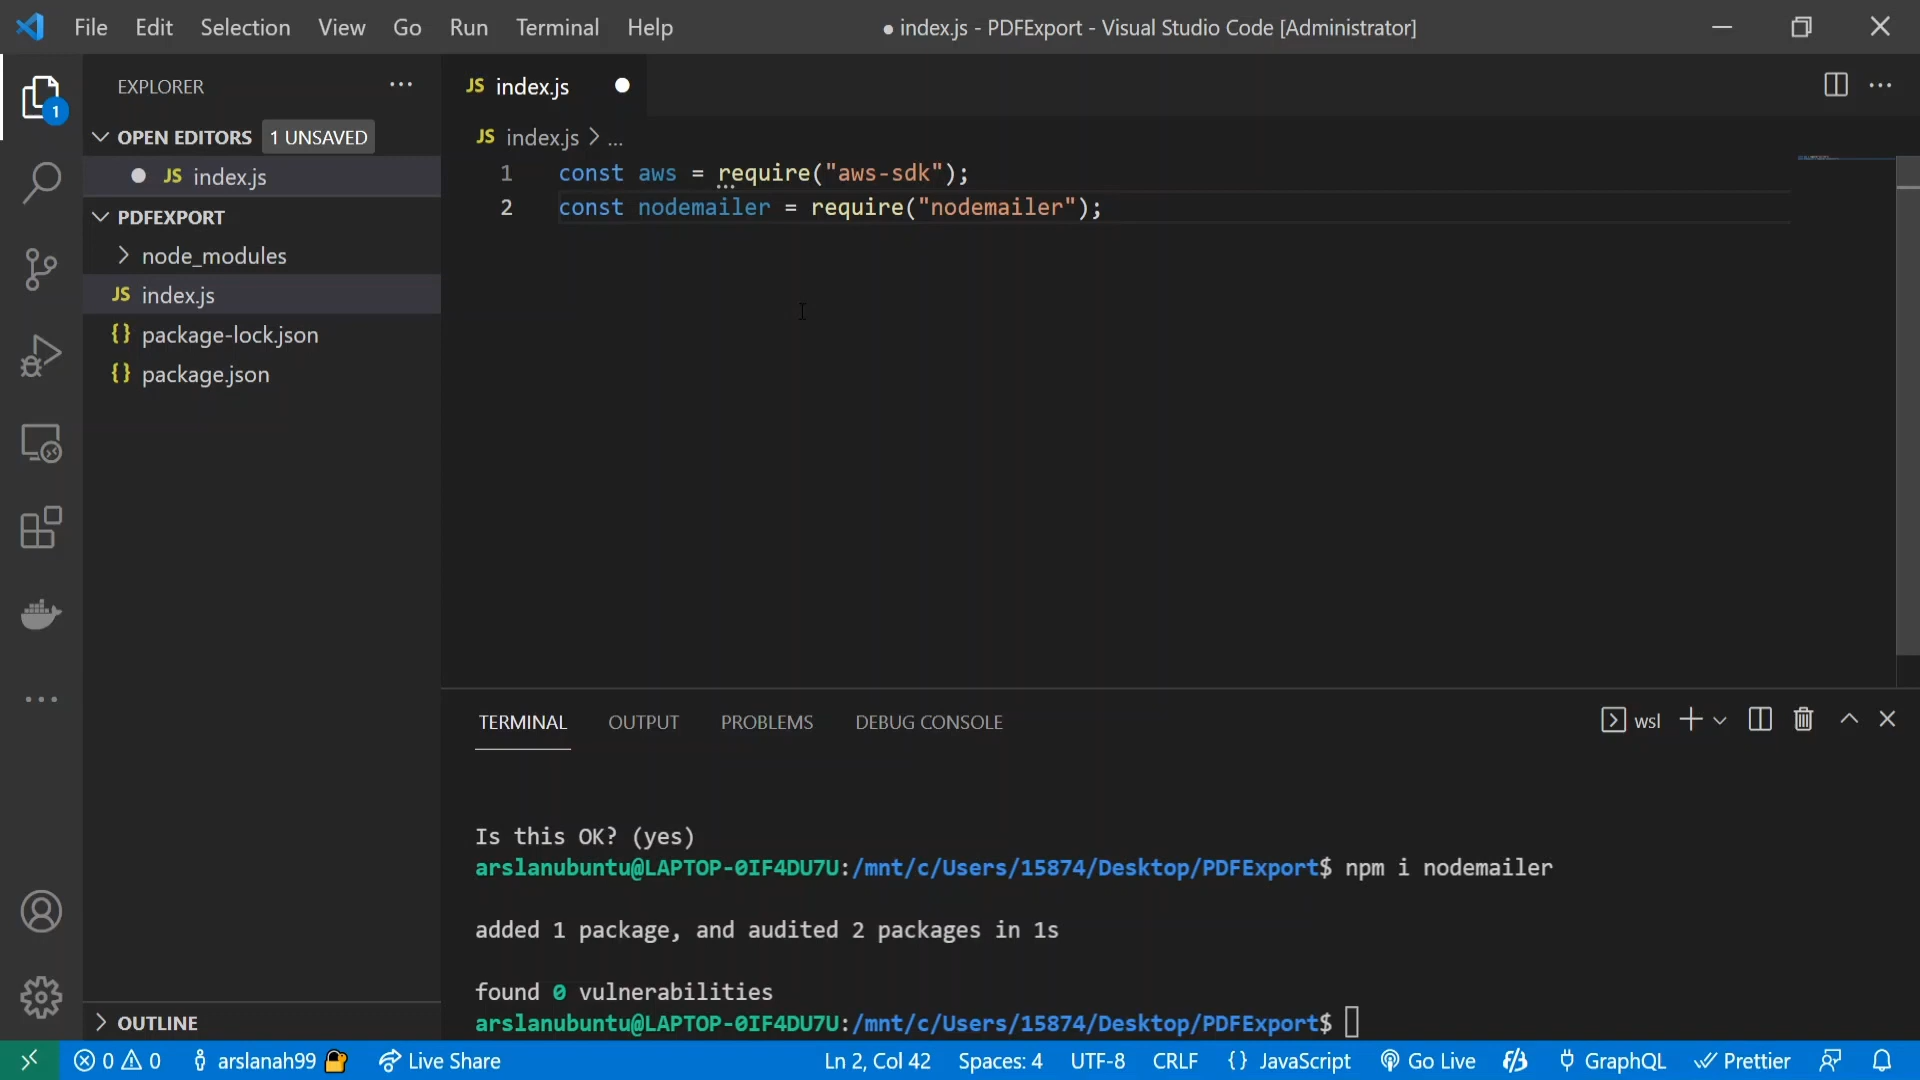 File Edit Selection View Go Run Terminal Help
● index.js - PDFExport - Visual Studio Code [Administrator]
EXPLORER
1
OPEN EDITORS 1 UNSAVED
JS index.js
PDFEXPORT
node_modules
JS index.js
{} package-lock.json
{} package.json
OUTLINE
JS index.js
JS index.js > ...
1 const aws = require("aws-sdk");
2 const nodemailer = require("nodemailer");
TERMINAL OUTPUT PROBLEMS DEBUG CONSOLE
wsl
Is this OK? (yes)
arslanubuntu@LAPTOP-0IF4DU7U:/mnt/c/Users/15874/Desktop/PDFExport$ npm i nodemailer
added 1 package, and audited 2 packages in 1s
found 0 vulnerabilities
arslanubuntu@LAPTOP-0IF4DU7U:/mnt/c/Users/15874/Desktop/PDFExport$
0 0 arslanah99 Live Share Ln 2, Col 42 Spaces: 4 UTF-8 CRLF {} JavaScript Go Live GraphQL Prettier